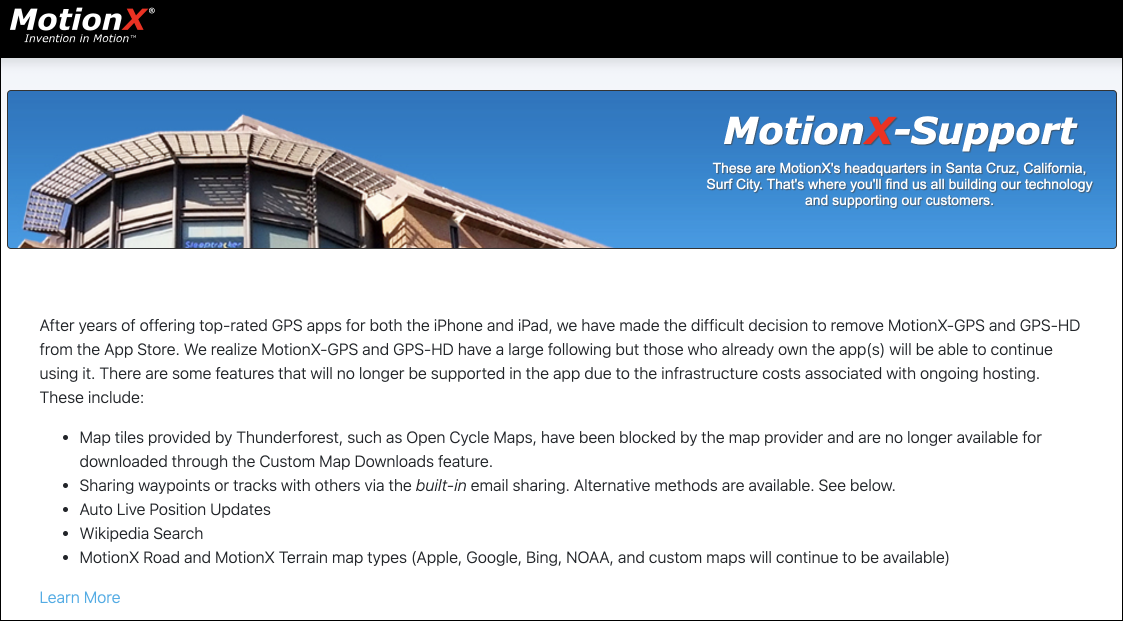 MotionX®
Invention in Motion™
MotionX-Support
These are MotionX's headquarters in Santa Cruz, California,
Surf City. That's where you'll find us all building our technology
and supporting our customers.
Sleeptracker
After years of offering top-rated GPS apps for both the iPhone and iPad, we have made the difficult decision to remove MotionX-GPS and GPS-HD
from the App Store. We realize MotionX-GPS and GPS-HD have a large following but those who already own the app(s) will be able to continue
using it. There are some features that will no longer be supported in the app due to the infrastructure costs associated with ongoing hosting.
These include:
• Map tiles provided by Thunderforest, such as Open Cycle Maps, have been blocked by the map provider and are no longer available for
downloaded through the Custom Map Downloads feature.
• Sharing waypoints or tracks with others via the built-in email sharing. Alternative methods are available. See below.
• Auto Live Position Updates
• Wikipedia Search
• MotionX Road and MotionX Terrain map types (Apple, Google, Bing, NOAA, and custom maps will continue to be available)
Learn More